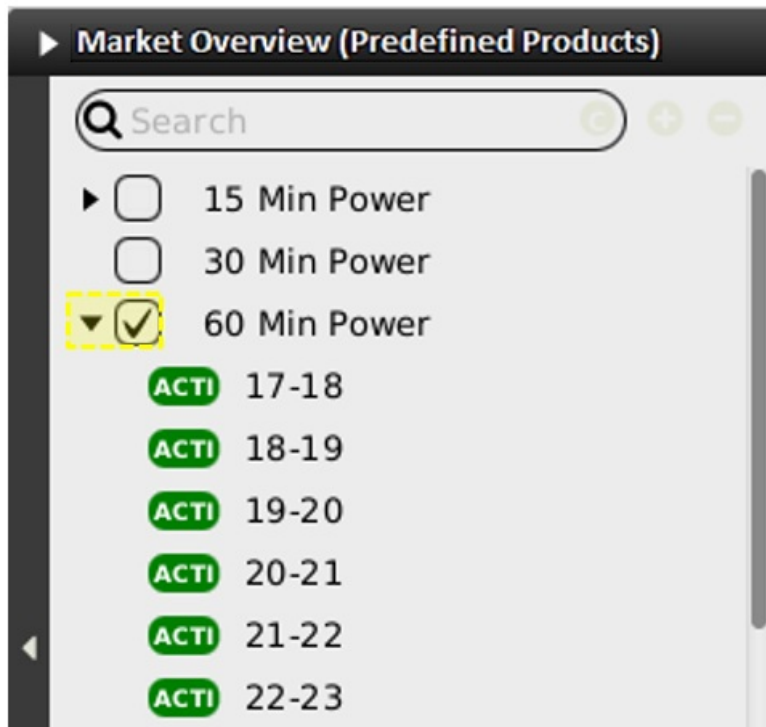 Market Overview (Predefined Products)
Search
15 Min Power
30 Min Power
60 Min Power
ACTI 17-18
ACTI 18-19
ACTI 19-20
ACTI 20-21
ACTI 21-22
ACTI 22-23